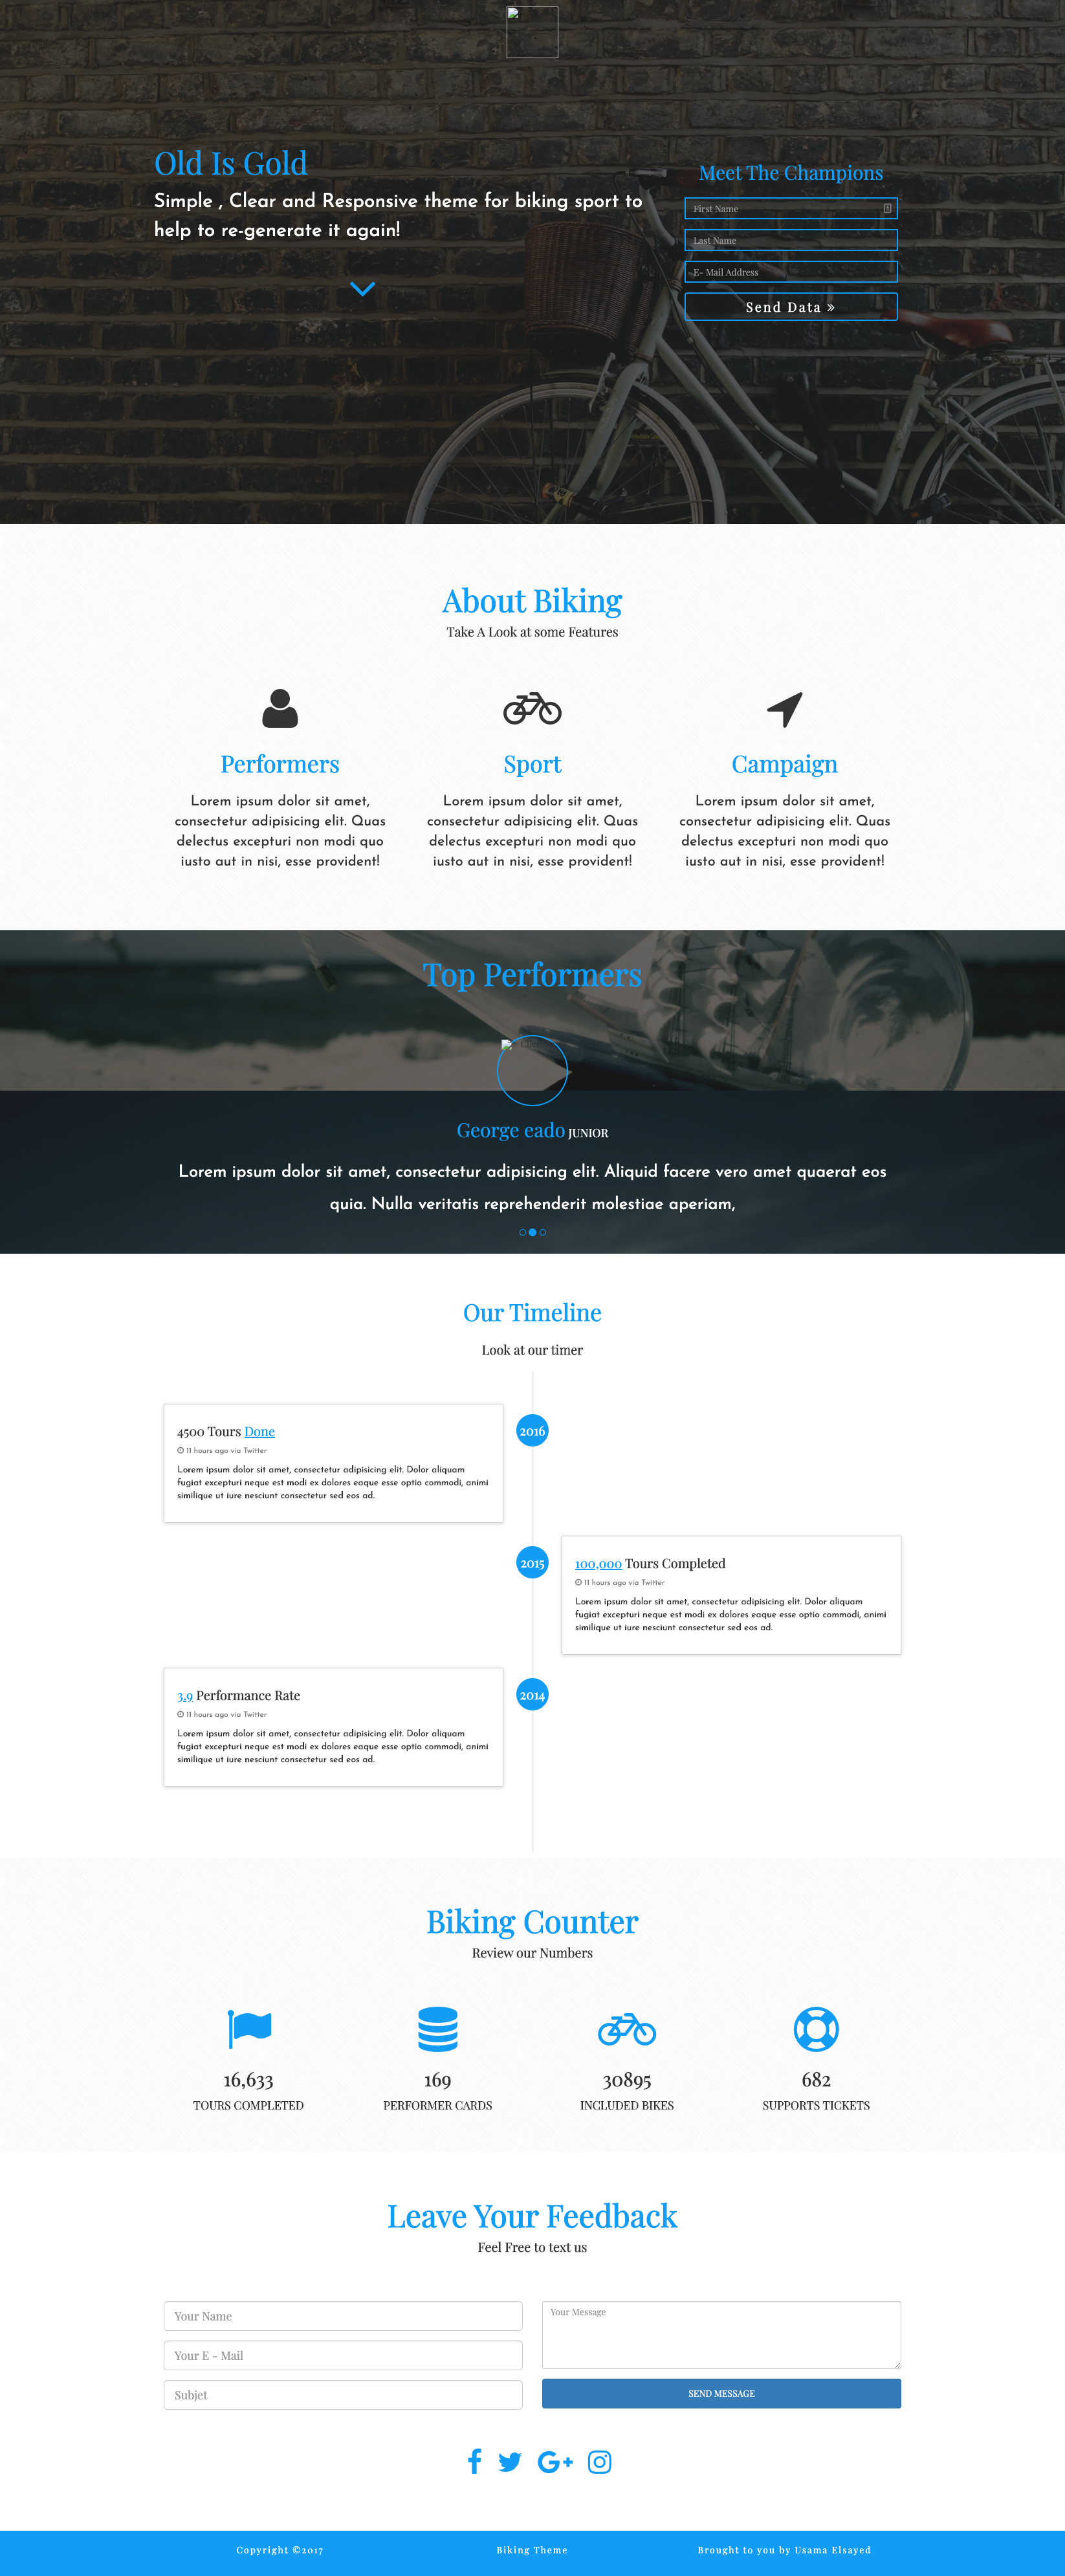 Old Is Gold
Simple , Clear and Responsive theme for biking sport to
help to re-generate it again!
Meet The Champions
First Name
Last Name
E- Mail Address
Send Data »
About Biking
Take A Look at some Features
Performers
Lorem ipsum dolor sit amet,
consectetur adipisicing elit. Quas
delectus excepturi non modi quo
iusto aut in nisi, esse provident!
Sport
Lorem ipsum dolor sit amet,
consectetur adipisicing elit. Quas
delectus excepturi non modi quo
iusto aut in nisi, esse provident!
Campaign
Lorem ipsum dolor sit amet,
consectetur adipisicing elit. Quas
delectus excepturi non modi quo
iusto aut in nisi, esse provident!
Top Performers
George eado JUNIOR
Lorem ipsum dolor sit amet, consectetur adipisicing elit. Aliquid facere vero amet quaerat eos
quia. Nulla veritatis reprehenderit molestiae aperiam,
Our Timeline
Look at our timer
2016
4500 Tours Done
11 hours ago via Twitter
Lorem ipsum dolor sit amet, consectetur adipisicing elit. Dolor aliquam
fugiat excepturi neque est modi ex dolores eaque esse optio commodi, animi
similique ut iure nesciunt consectetur sed eos ad.
2015
100,000 Tours Completed
11 hours ago via Twitter
Lorem ipsum dolor sit amet, consectetur adipisicing elit. Dolor aliquam
fugiat excepturi neque est modi ex dolores eaque esse optio commodi, animi
similique ut iure nesciunt consectetur sed eos ad.
2014
3,9 Performance Rate
11 hours ago via Twitter
Lorem ipsum dolor sit amet, consectetur adipisicing elit. Dolor aliquam
fugiat excepturi neque est modi ex dolores eaque esse optio commodi, animi
similique ut iure nesciunt consectetur sed eos ad.
Biking Counter
Review our Numbers
16,633
TOURS COMPLETED
169
PERFORMER CARDS
30895
INCLUDED BIKES
682
SUPPORTS TICKETS
Leave Your Feedback
Feel Free to text us
Your Name
Your E - Mail
Subjet
Your Message
SEND MESSAGE
Copyright ©2017
Biking Theme
Brought to you by Usama Elsayed